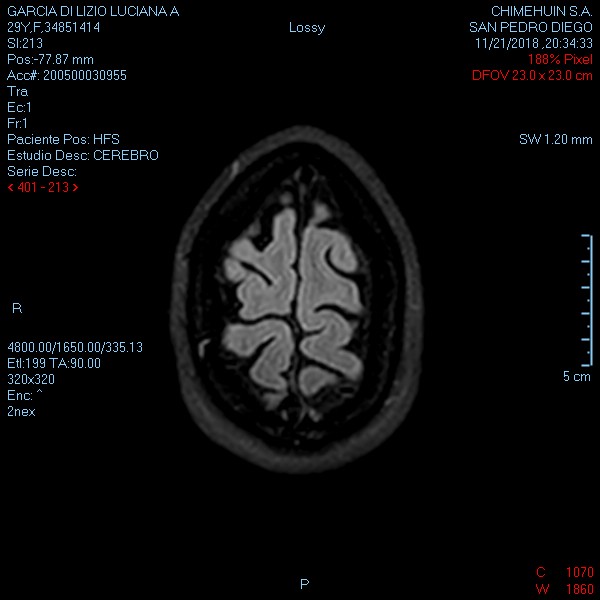 GARCIA DI LIZIO LUCIANA A
29Y,F,34851414
Sl:213
Pos:-77.87 mm
Acc#: 200500030955
Tra
Ec:1
Fr:1
Paciente Pos: HFS
Estudio Desc: CEREBRO
Serie Desc:
< 401 - 213 >
Lossy
CHIMEHUIN S.A.
SAN PEDRO DIEGO
11/21/2018 ,20:34:33
188% Pixel
DFOV 23.0 x 23.0 cm
SW 1.20 mm
R
4800.00/1650.00/335.13
Etl:199 TA:90.00
320x320
Enc: ^
2nex
5 cm
P
C 1070
W 1860